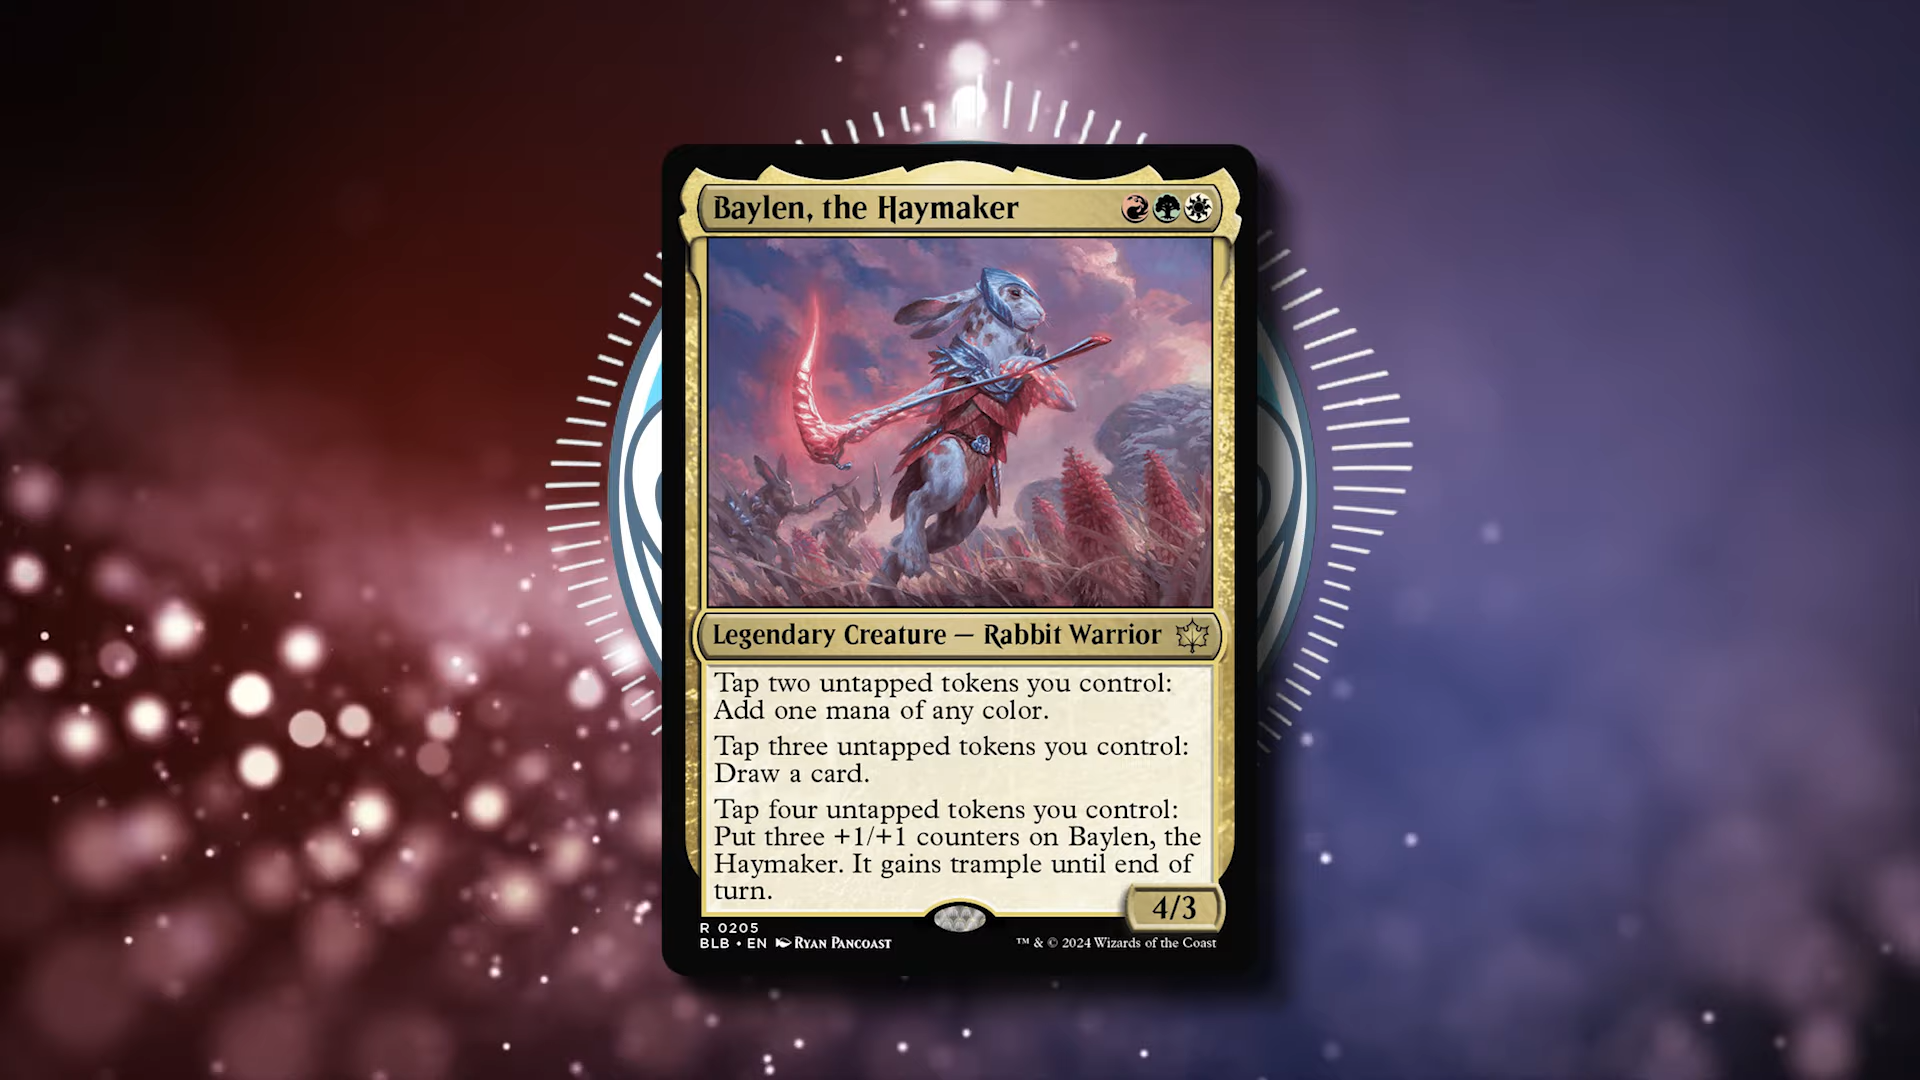 Baylen, the Haymaker
Legendary Creature — Rabbit Warrior
Tap two untapped tokens you control:
Add one mana of any color.
Tap three untapped tokens you control:
Draw a card.
Tap four untapped tokens you control:
Put three +1/+1 counters on Baylen, the
Haymaker. It gains trample until end of
turn.
4/3
R 0205
BLB • EN Ryan Pancoast
™ & © 2024 Wizards of the Coast